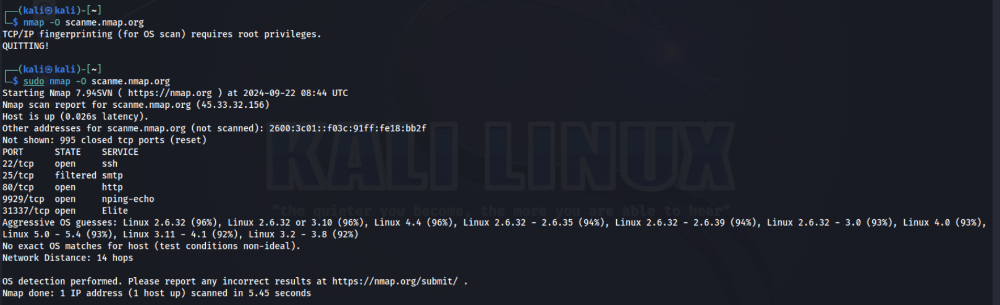 ┌──(kali㉿kali)-[~]
└─$ nmap -O scanme.nmap.org
TCP/IP fingerprinting (for OS scan) requires root privileges.
QUITTING!
┌──(kali㉿kali)-[~]
└─$ sudo nmap -O scanme.nmap.org
Starting Nmap 7.94SVN ( https://nmap.org ) at 2024-09-22 08:44 UTC
Nmap scan report for scanme.nmap.org (45.33.32.156)
Host is up (0.026s latency).
Other addresses for scanme.nmap.org (not scanned): 2600:3c01::f03c:91ff:fe18:bb2f
Not shown: 995 closed tcp ports (reset)
PORT      STATE    SERVICE
22/tcp    open     ssh
25/tcp    filtered smtp
80/tcp    open     http
9929/tcp  open     nping-echo
31337/tcp open     Elite
Aggressive OS guesses: Linux 2.6.32 (96%), Linux 2.6.32 or 3.10 (96%), Linux 4.4 (96%), Linux 2.6.32 - 2.6.35 (94%), Linux 2.6.32 - 2.6.39 (94%), Linux 2.6.32 - 3.0 (93%), Linux 4.0 (93%),
Linux 5.0 - 5.4 (93%), Linux 3.11 - 4.1 (92%), Linux 3.2 - 3.8 (92%)
No exact OS matches for host (test conditions non-ideal).
Network Distance: 14 hops
OS detection performed. Please report any incorrect results at https://nmap.org/submit/ .
Nmap done: 1 IP address (1 host up) scanned in 5.45 seconds
KALI LINUX
"the quieter you become, the more you are able to hear"